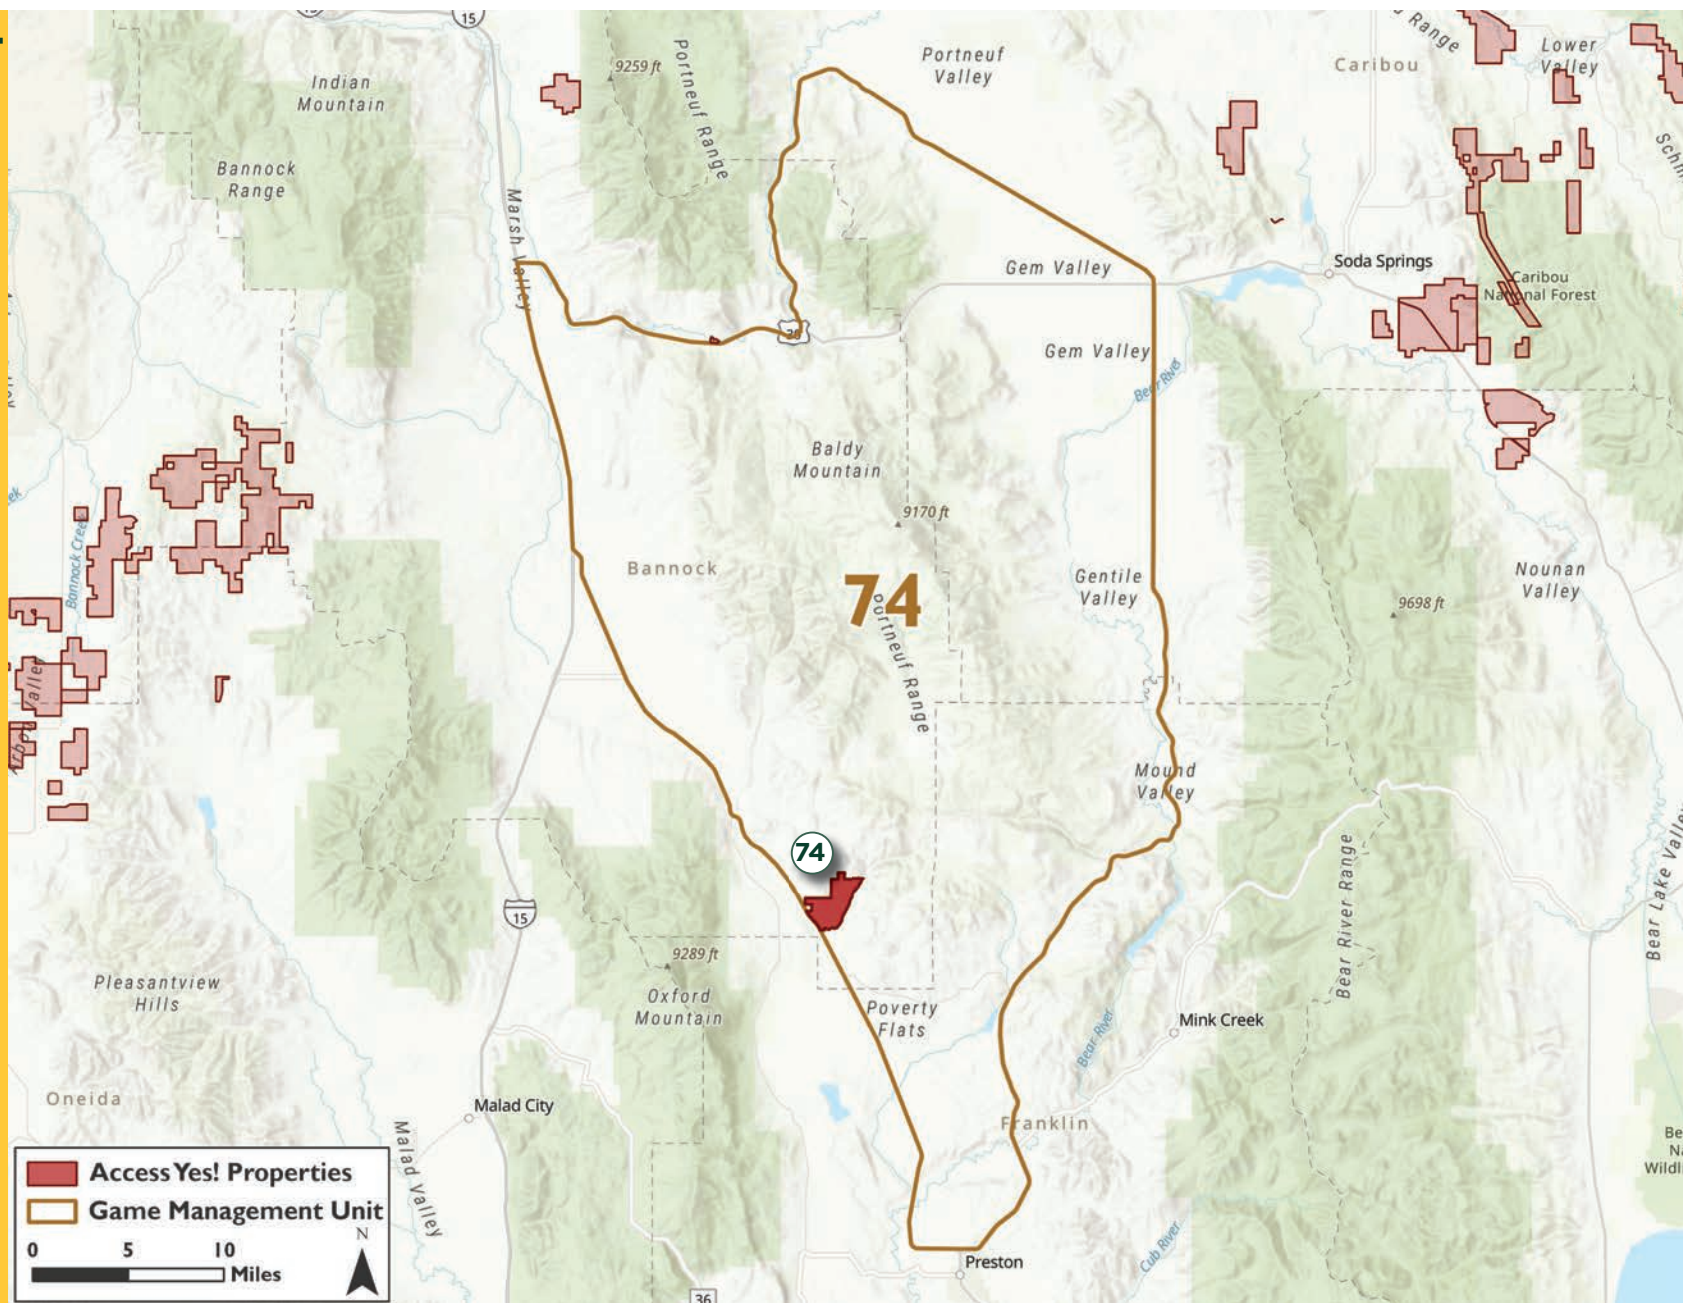 15
Indian
Mountain
9259 ft
Portneuf Range
Portneuf
Valley
Range
Caribou
Lower
Valley
Bannock
Range
Marsh Valley
Gem Valley
Soda Springs
Caribou
National Forest
Gem Valley
Bear River
Baldy
Mountain
9170 ft
Bannock
74
Portneuf Range
Gentile
Valley
Nounan
Valley
9698 ft
Bannock Creek
Arbon Valley
Mound
Valley
74
15
Bear River Range
Bear Lake Valley
9289 ft
Pleasantview
Hills
Oxford
Mountain
Poverty
Flats
Bear River
Mink Creek
Oneida
Malad City
Franklin
Malad Valley
Cub River
Preston
36
Access Yes! Properties
Game Management Unit
N
0 5 10
Miles